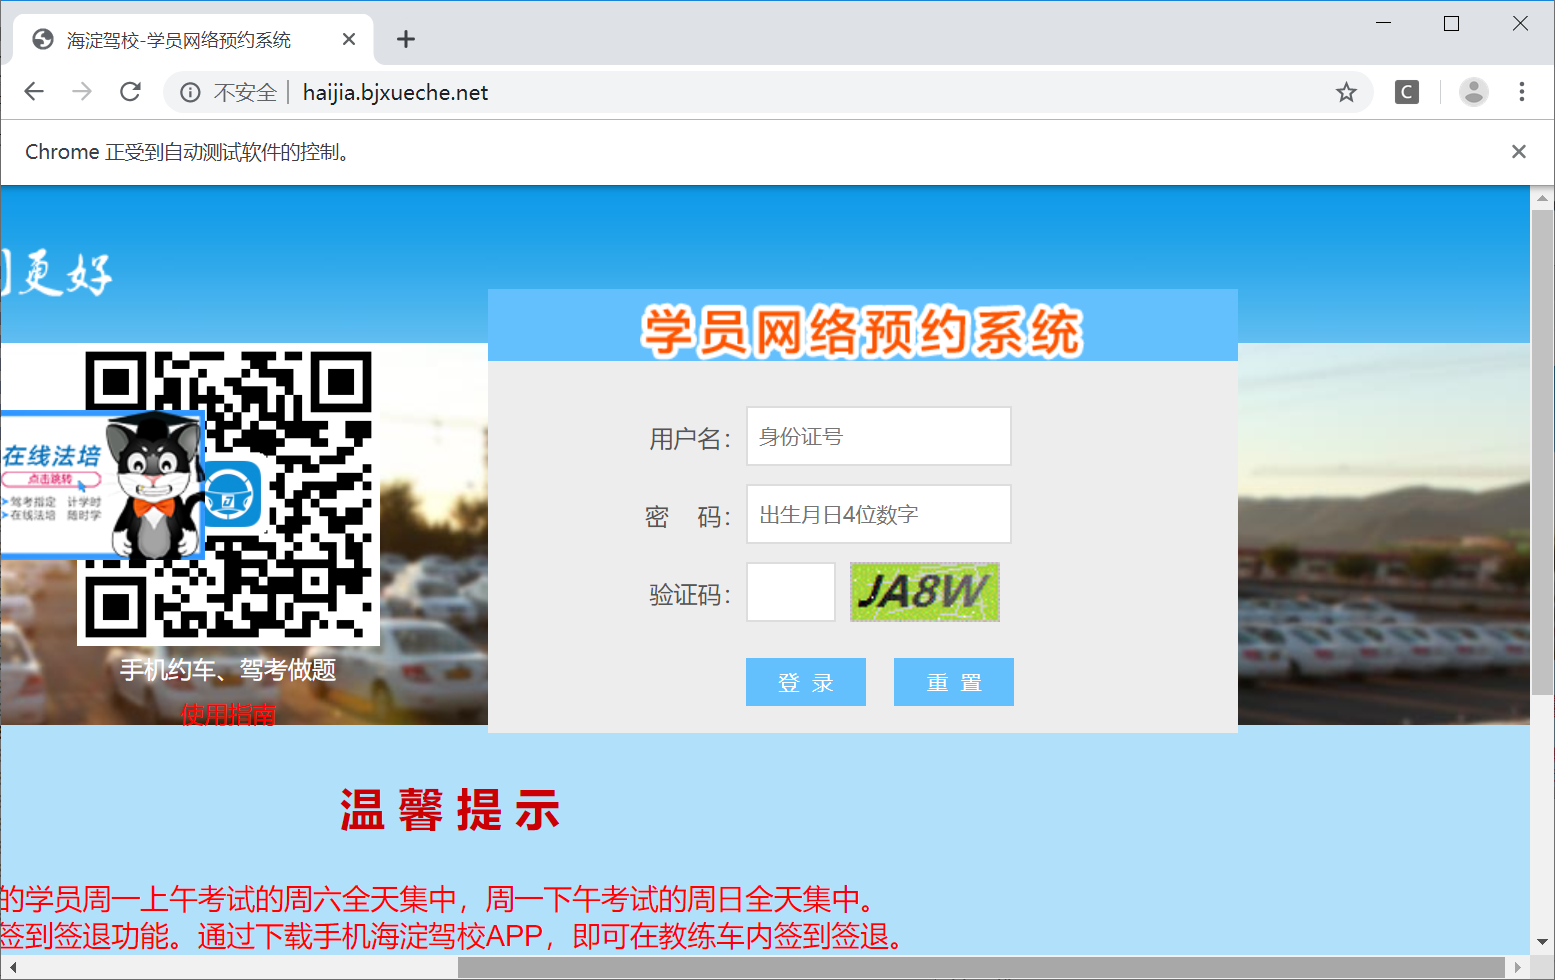 海淀驾校-学员网络预约系统
不安全 | haijia.bjxueche.net
C
Chrome 正受到自动测试软件的控制。
更好
学员网络预约系统
用户名：
身份证号
密 码：
出生月日4位数字
验证码：
JA8W
登 录
重 置
在线法培
点击跳转
驾考指定 计学时
在线法培 随时学
手机约车、驾考做题
使用指南
温 馨 提 示
的学员周一上午考试的周六全天集中，周一下午考试的周日全天集中。
签到签退功能。通过下载手机海淀驾校APP，即可在教练车内签到签退。